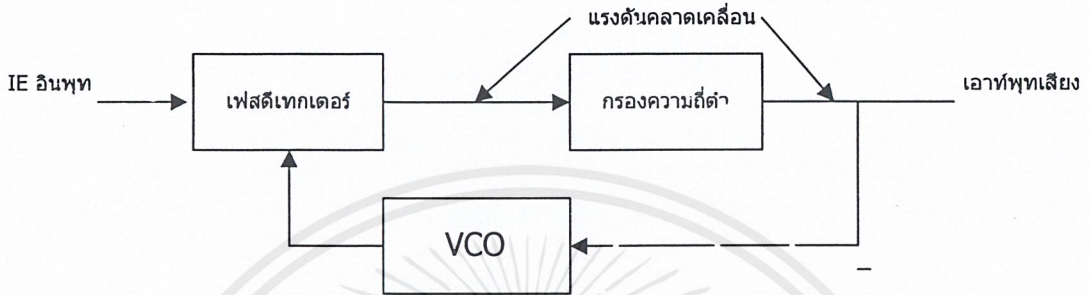 แรงดันคลาดเคลื่อน
IE อินพุท
เฟสดีเทกเตอร์
กรองความถี่ต่ำ
เอาท์พุทเสียง
VCO